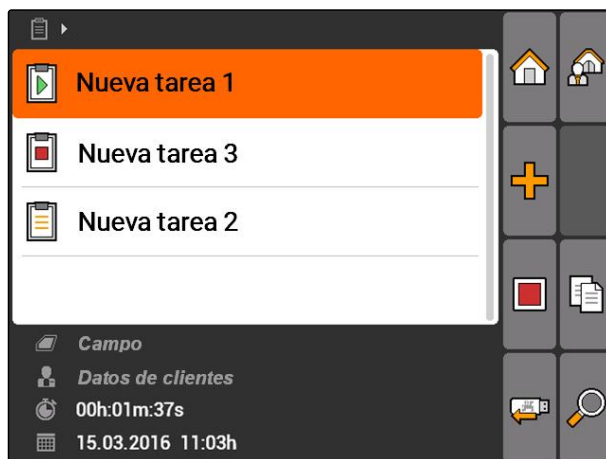 Nueva tarea 1
Nueva tarea 3
Nueva tarea 2
Campo
Datos de clientes
00h:01m:37s
15.03.2016 11:03h